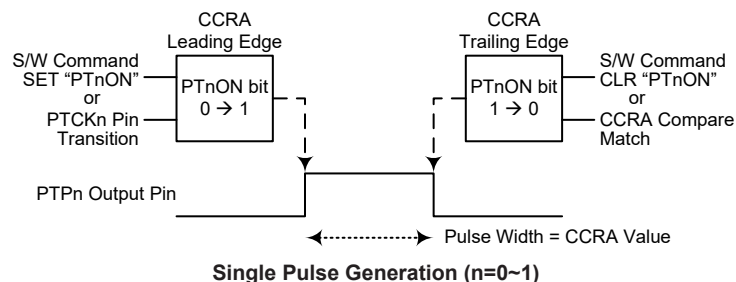 CCRA
Leading Edge
S/W Command
SET “PTnON”
or
PTCKn Pin
Transition
PTnON bit
0 → 1
CCRA
Trailing Edge
PTnON bit
1 → 0
S/W Command
CLR “PTnON”
or
CCRA Compare
Match
PTPn Output Pin
Pulse Width = CCRA Value
Single Pulse Generation (n=0~1)